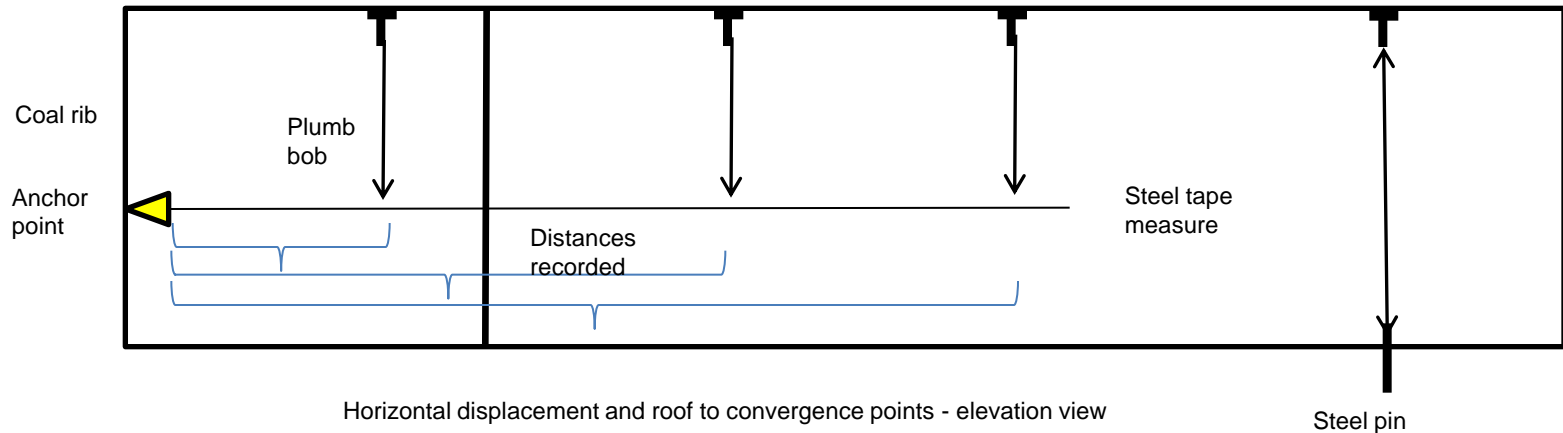 Coal rib
Plumb
bob
Anchor
point
Steel tape
measure
Distances
recorded
Horizontal displacement and roof to convergence points - elevation view
Steel pin